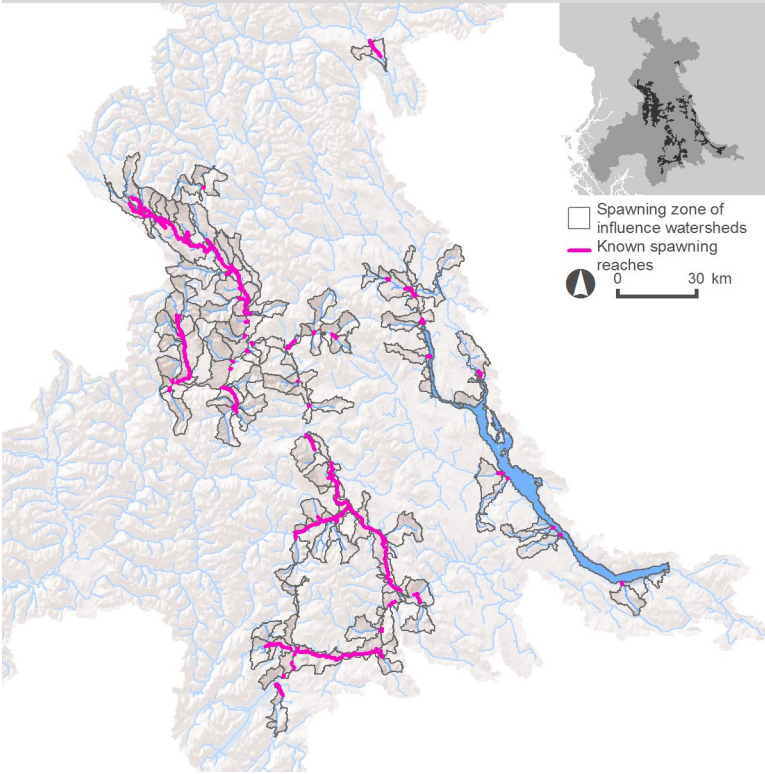 Spawning zone of
influence watersheds
Known spawning
reaches
0 30 km